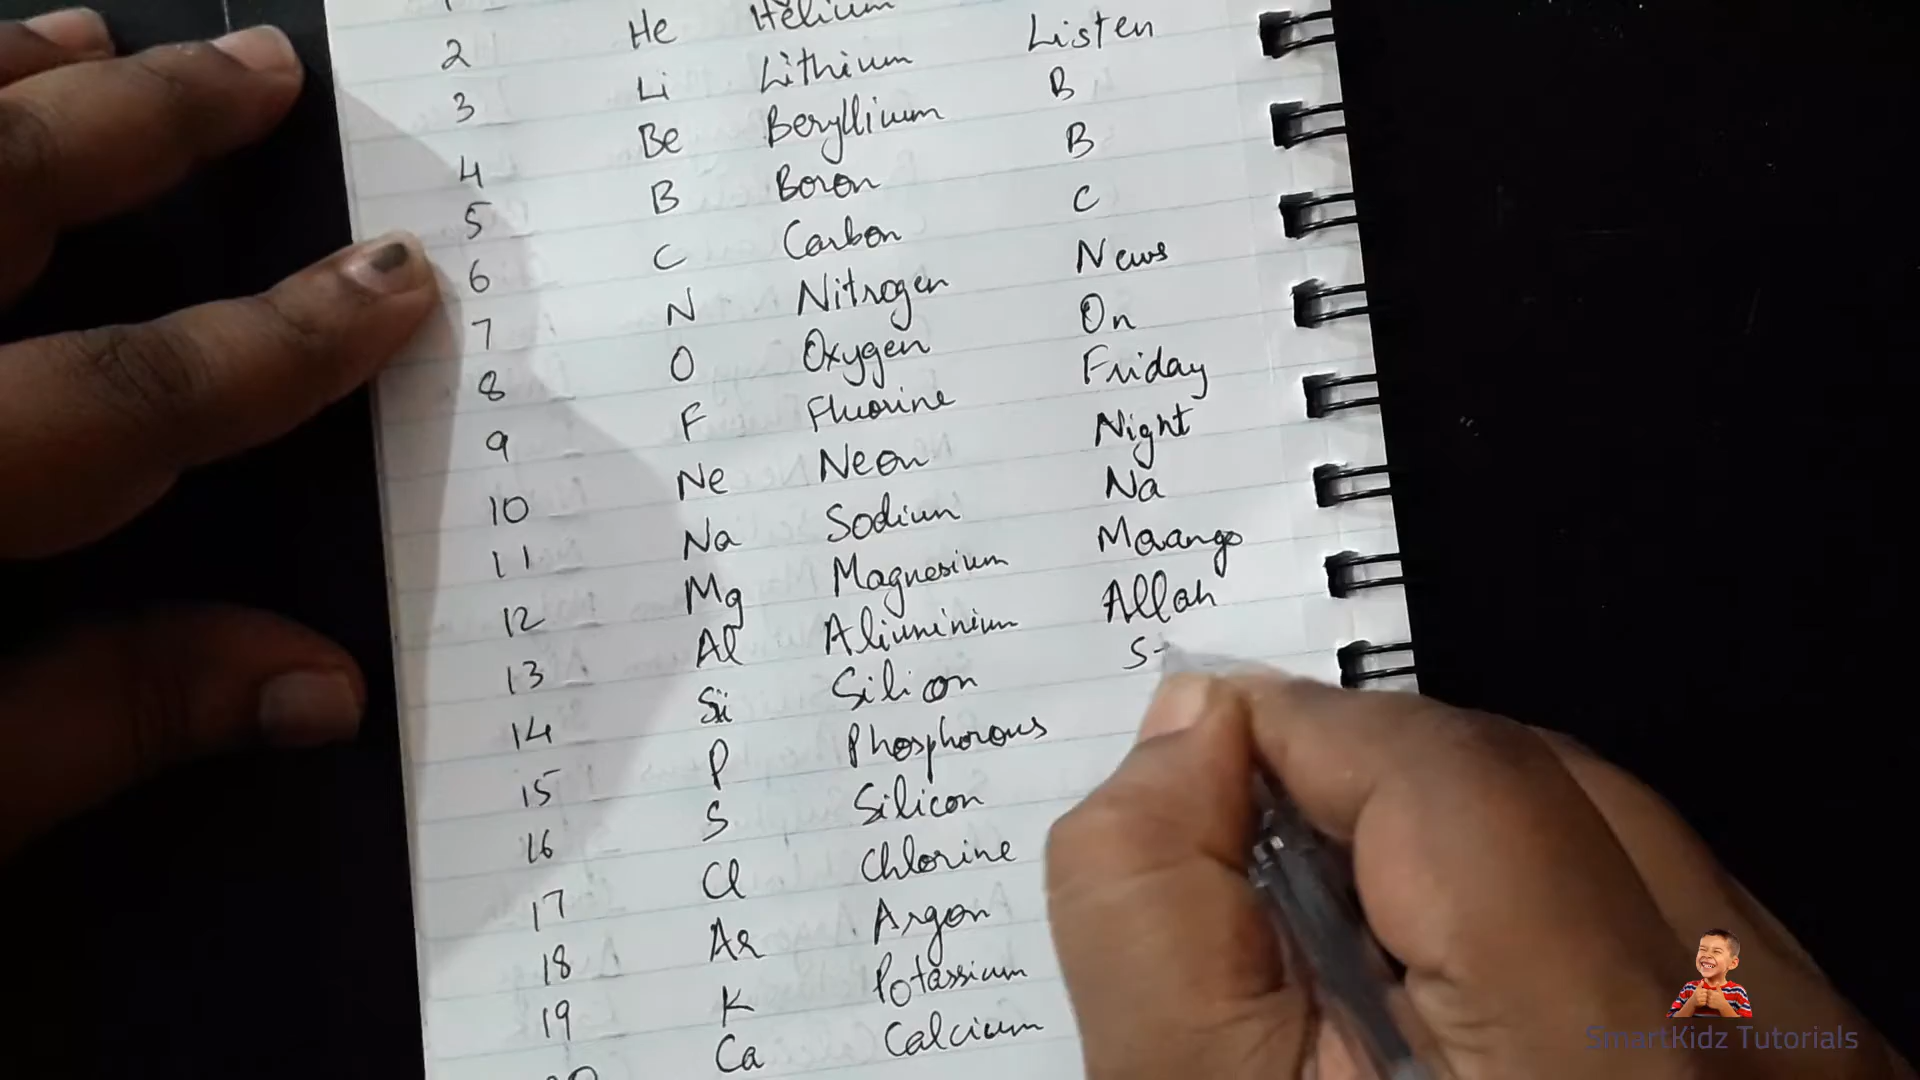 2 He Helium
3 Li Lithium Listen
4 Be Beryllium B
5 B Boron B
6 C Carbon C
7 N Nitrogen News
8 O Oxygen On
9 F Fluorine Friday
10 Ne Neon Night
11 Na Sodium Na
12 Mg Magnesium Maango
13 Al Aliuminium Allah
14 Si Silicon S
15 P Phosphorous
16 S Silicon
17 Cl Chlorine
18 Ar Argon
19 K Potassium
Ca Calcium
SmartKidz Tutorials